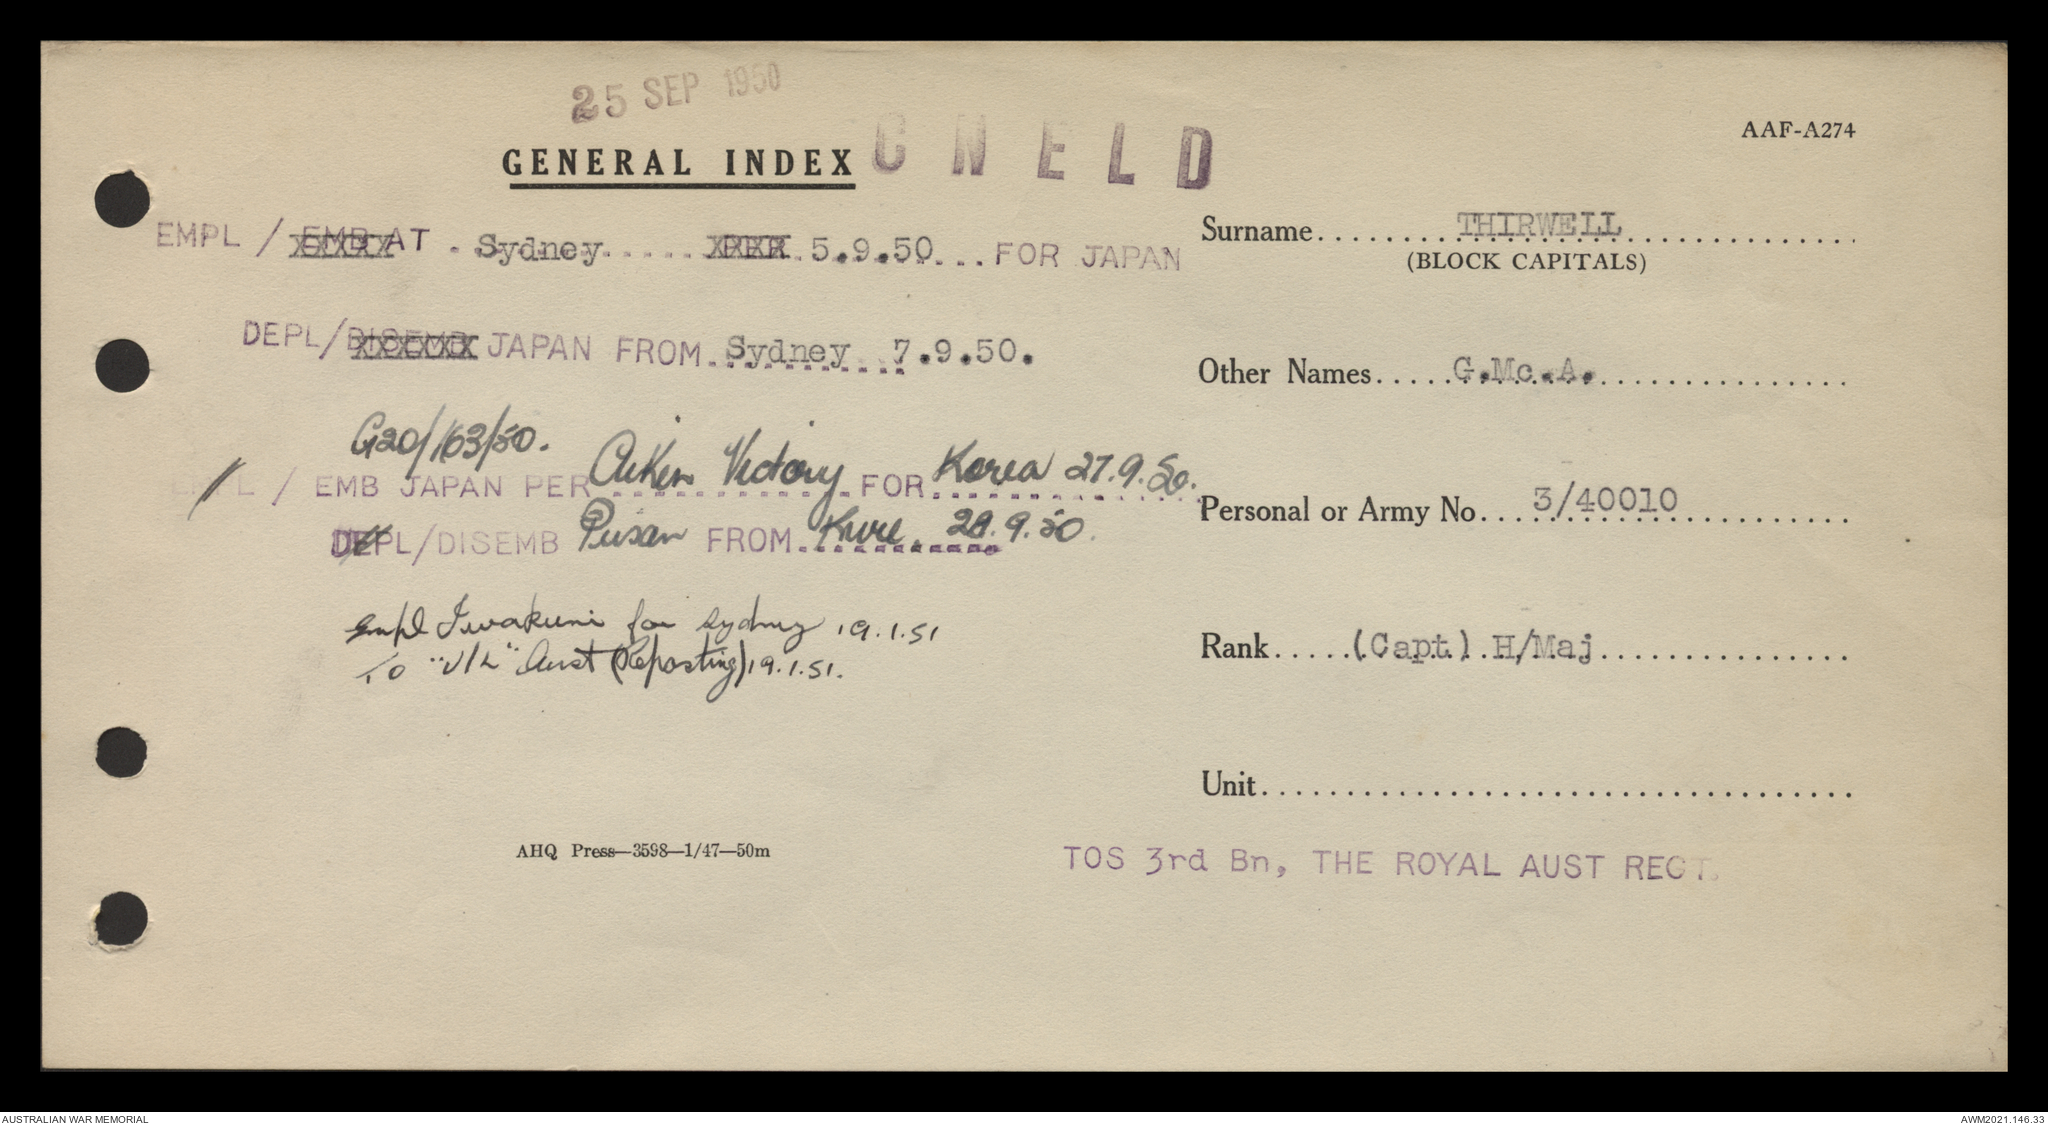 25 SEP 1950
GENERAL INDEX
C N E L D
AAF-A274
EMPL / EMB AT Sydney PER 5.9.50 FOR JAPAN
DEPL/DISEMB JAPAN FROM Sydney 7.9.50.
G20/163/50.
EMPL / EMB JAPAN PER Aiken Victory FOR Korea 27.9.50.
DEPL/DISEMB Pusan FROM Kure 28.9.50.
Empl Iwakuni for Sydney 19.1.51
To "J/L" Aust (Reposting) 19.1.51.
AHQ Press—3598—1/47—50m
Surname THIRWELL
(BLOCK CAPITALS)
Other Names G.Mc.A.
Personal or Army No. 3/40010
Rank (Capt) H/Maj
Unit
TOS 3rd Bn, THE ROYAL AUST REGT.
AUSTRALIAN WAR MEMORIAL
AWM2021.146.33